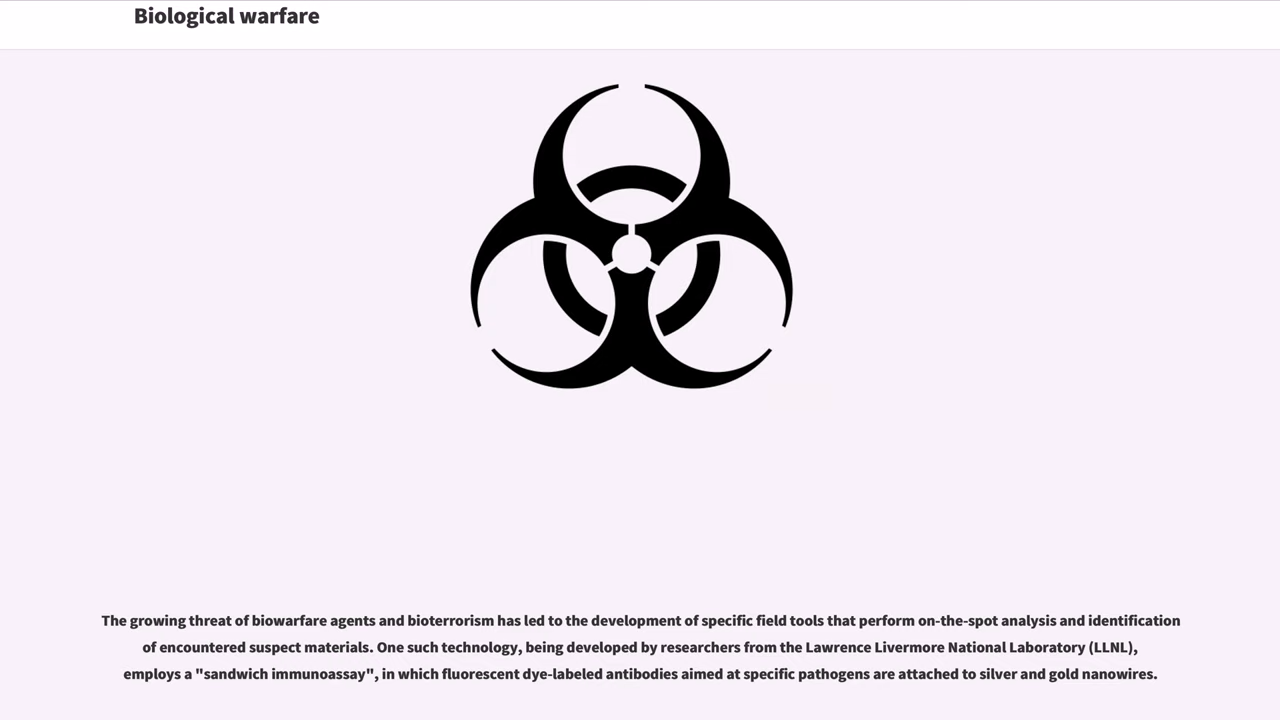 Biological warfare
The growing threat of biowarfare agents and bioterrorism has led to the development of specific field tools that perform on-the-spot analysis and identification
of encountered suspect materials. One such technology, being developed by researchers from the Lawrence Livermore National Laboratory (LLNL),
employs a "sandwich immunoassay", in which fluorescent dye-labeled antibodies aimed at specific pathogens are attached to silver and gold nanowires.